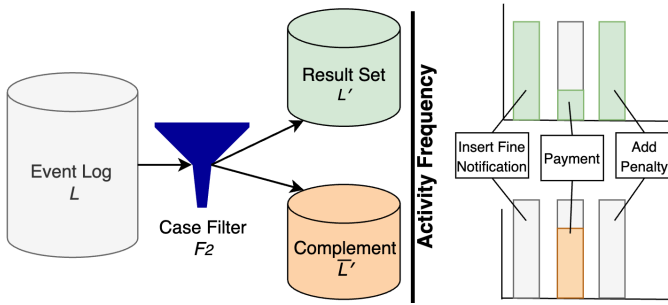 Event Log
L
Case Filter
F2
Result Set
L'
Complement
L̅'
Activity Frequency
Insert Fine
Notification
Payment
Add
Penalty